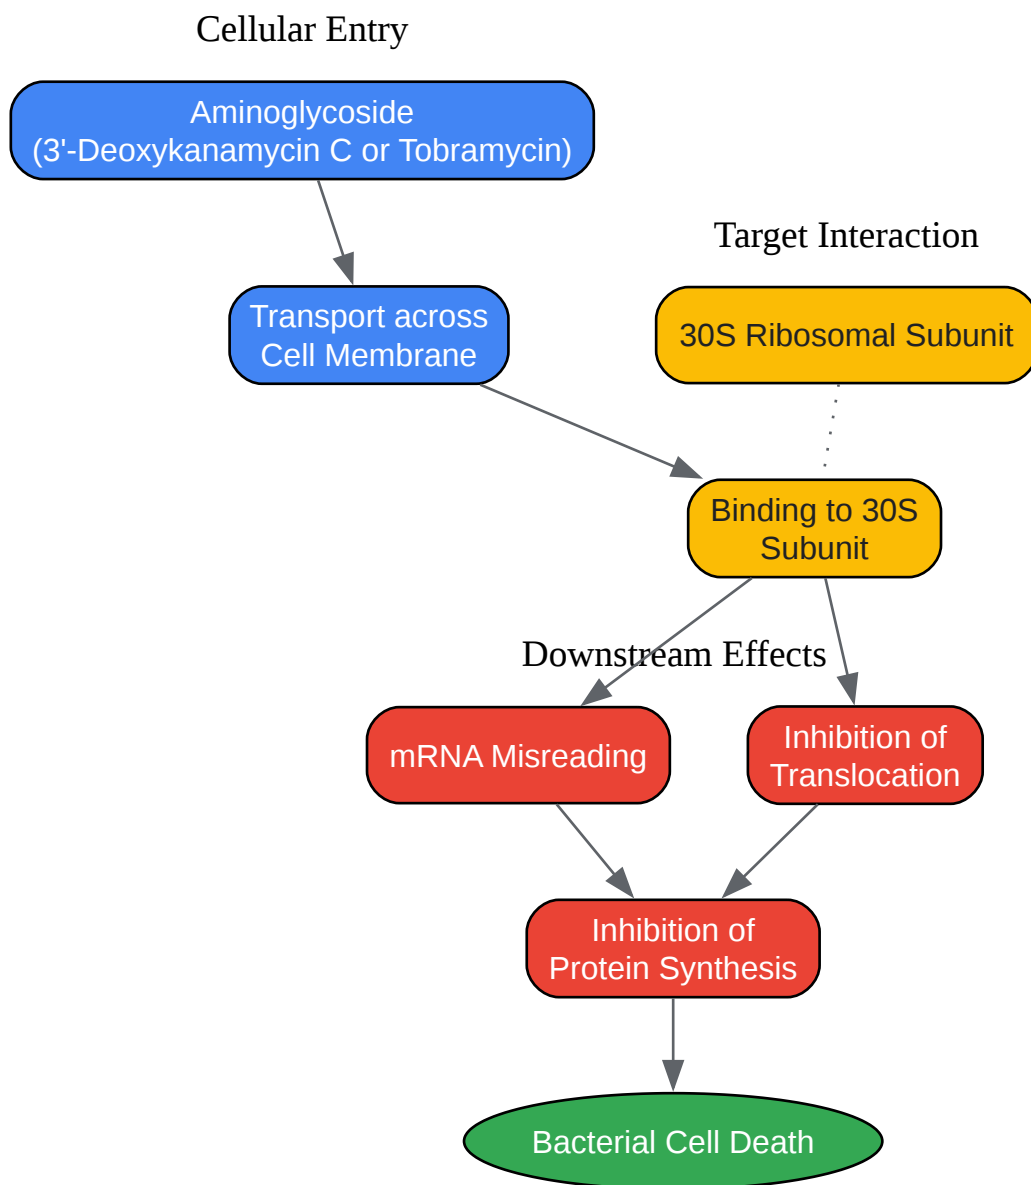 Cellular Entry
Aminoglycoside
(3'-Deoxykanamycin C or Tobramycin)
Target Interaction
Transport across
Cell Membrane
30S Ribosomal Subunit
Binding to 30S
Subunit
Downstream Effects
mRNA Misreading
Inhibition of
Translocation
Inhibition of
Protein Synthesis
Bacterial Cell Death